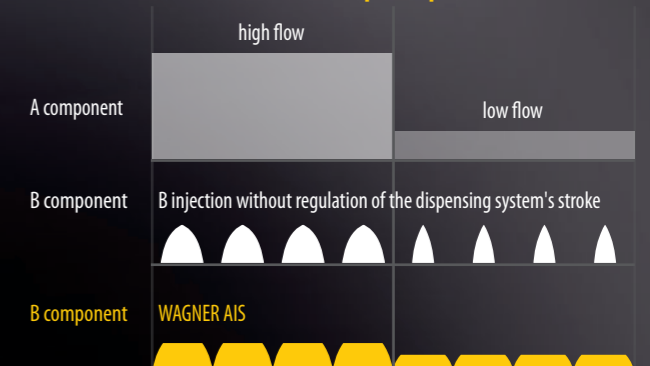 high flow
A component
low flow
B component
B injection without regulation of the dispensing system's stroke
B component
WAGNER AIS